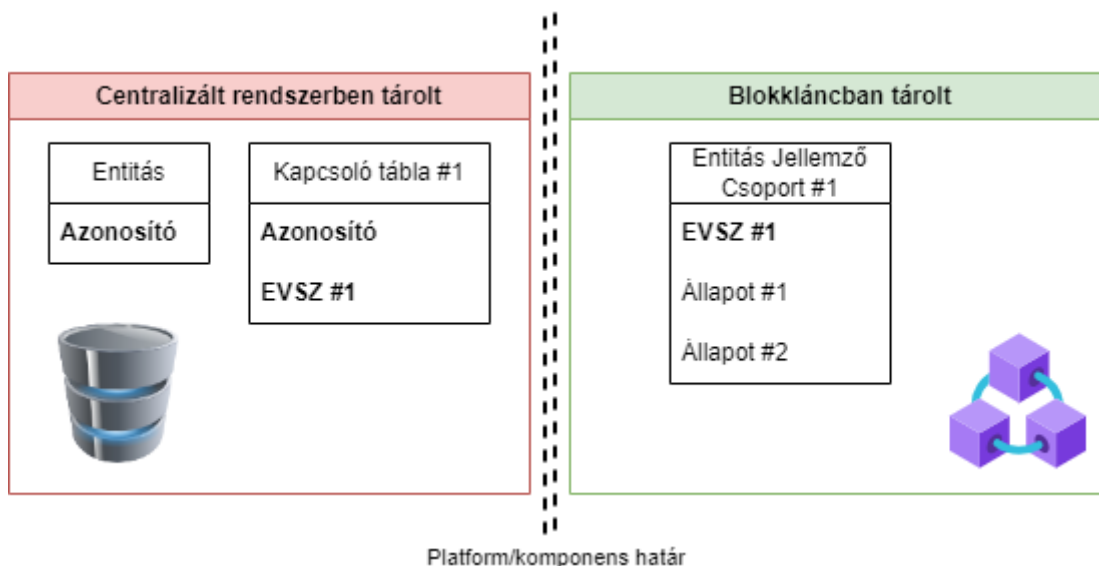 Centralizált rendszerben tárolt
Entitás
Azonosító
Kapcsoló tábla #1
Azonosító
EVSZ #1
Blokkláncban tárolt
Entitás Jellemző
Csoport #1
EVSZ #1
Állapot #1
Állapot #2
Platform/komponens határ